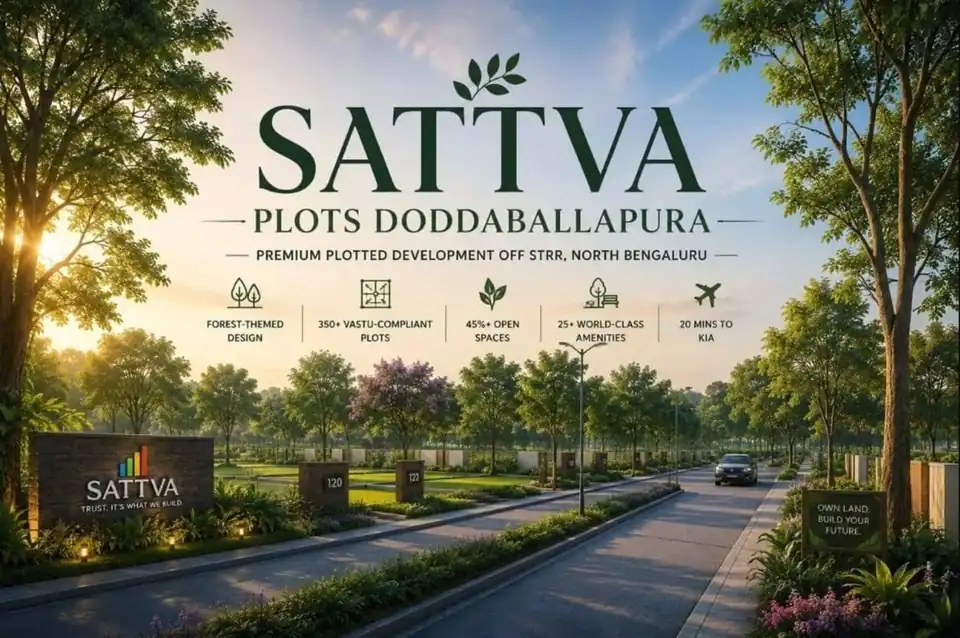 SATTVA
PLOTS DODDABALLAPURA
PREMIUM PLOTTED DEVELOPMENT OFF STRR, NORTH BENGALURU
FOREST-THEMED
DESIGN
350+ VASTU-COMPLIANT
PLOTS
45%+ OPEN
SPACES
25+ WORLD-CLASS
AMENITIES
20 MINS TO
KIA
SATTVA
TRUST. IT'S WHAT WE BUILD.
120
123
OWN LAND.
BUILD YOUR
FUTURE.